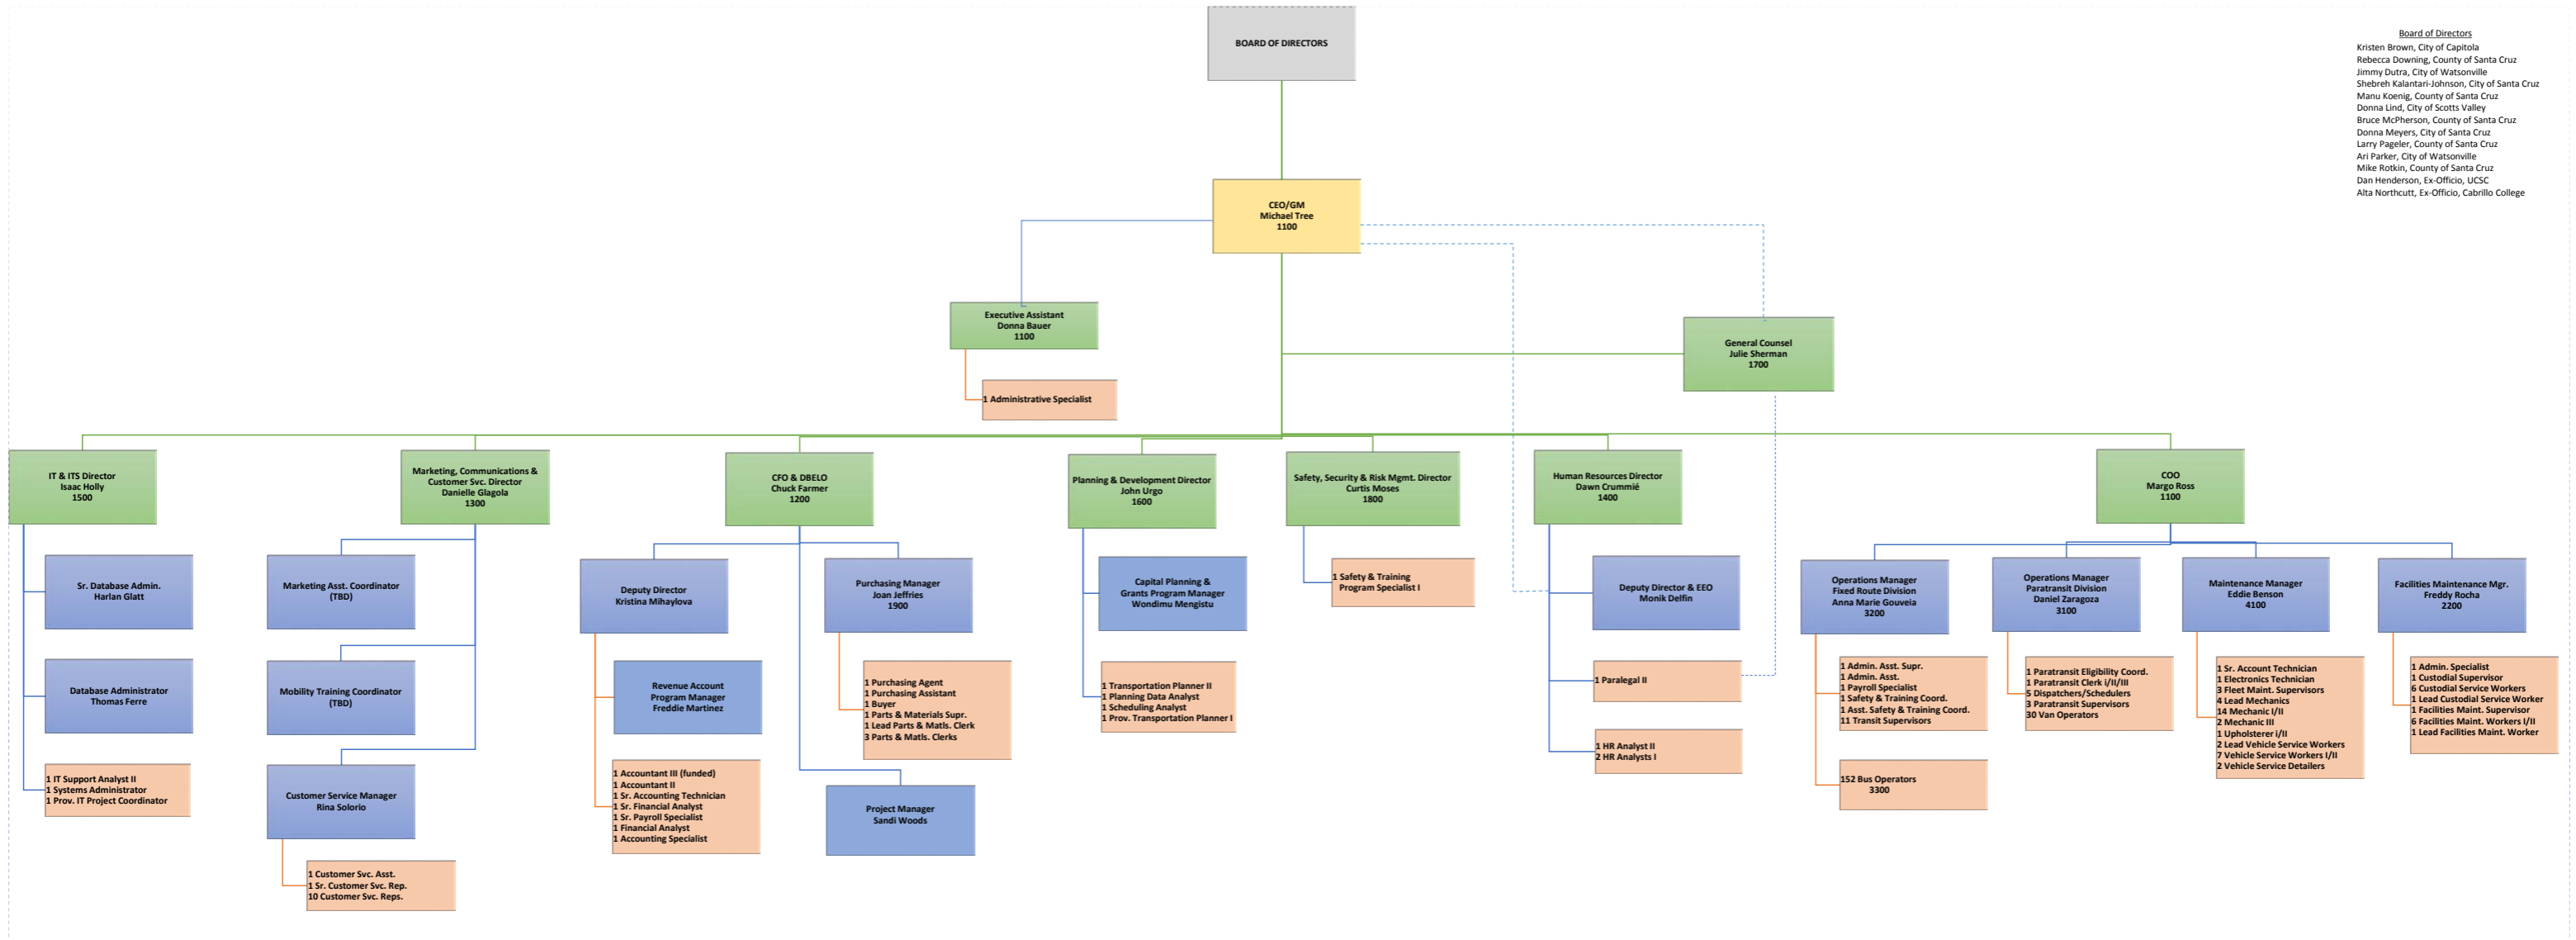 BOARD OF DIRECTORS
Board of Directors
Kristen Brown, City of Capitola
Rebecca Downing, County of Santa Cruz
Jimmy Dutra, City of Watsonville
Shebreh Kalantari-Johnson, City of Santa Cruz
Manu Koenig, County of Santa Cruz
Donna Lind, City of Scotts Valley
Bruce McPherson, County of Santa Cruz
Donna Meyers, City of Santa Cruz
Larry Pageler, County of Santa Cruz
Ari Parker, City of Watsonville
Mike Rotkin, County of Santa Cruz
Dan Henderson, Ex-Officio, UCSC
Alta Northcutt, Ex-Officio, Cabrillo College
CEO/GM
Michael Tree
1100
Executive Assistant
Donna Bauer
1100
1 Administrative Specialist
General Counsel
Julie Sherman
1700
IT & ITS Director
Isaac Holly
1500
Sr. Database Admin.
Harlan Glatt
Database Administrator
Thomas Ferre
1 IT Support Analyst II
1 Systems Administrator
1 Prov. IT Project Coordinator
Marketing, Communications &
Customer Svc. Director
Danielle Glagola
1300
Marketing Asst. Coordinator
(TBD)
Mobility Training Coordinator
(TBD)
Customer Service Manager
Rina Solorio
1 Customer Svc. Asst.
1 Sr. Customer Svc. Rep.
10 Customer Svc. Reps.
CFO & DBELO
Chuck Farmer
1200
Deputy Director
Kristina Mihaylova
Revenue Account
Program Manager
Freddie Martinez
1 Accountant III (funded)
1 Accountant II
1 Sr. Accounting Technician
1 Sr. Financial Analyst
1 Sr. Payroll Specialist
1 Financial Analyst
1 Accounting Specialist
Purchasing Manager
Joan Jeffries
1900
1 Purchasing Agent
1 Purchasing Assistant
1 Buyer
1 Parts & Materials Supr.
1 Lead Parts & Matls. Clerk
3 Parts & Matls. Clerks
Project Manager
Sandi Woods
Planning & Development Director
John Urgo
1600
Capital Planning &
Grants Program Manager
Wondimu Mengistu
1 Transportation Planner II
1 Planning Data Analyst
1 Scheduling Analyst
1 Prov. Transportation Planner I
Safety, Security & Risk Mgmt. Director
Curtis Moses
1800
1 Safety & Training
Program Specialist I
Human Resources Director
Dawn Crummié
1400
Deputy Director & EEO
Monik Delfin
1 Paralegal II
1 HR Analyst II
2 HR Analysts I
COO
Margo Ross
1100
Operations Manager
Fixed Route Division
Anna Marie Gouveia
3200
1 Admin. Asst. Supr.
1 Admin. Asst.
1 Payroll Specialist
1 Safety & Training Coord.
1 Asst. Safety & Training Coord.
11 Transit Supervisors
152 Bus Operators
3300
Operations Manager
Paratransit Division
Daniel Zaragoza
3100
1 Paratransit Eligibility Coord.
1 Paratransit Clerk i/II/III
5 Dispatchers/Schedulers
3 Paratransit Supervisors
30 Van Operators
Maintenance Manager
Eddie Benson
4100
1 Sr. Account Technician
1 Electronics Technician
3 Fleet Maint. Supervisors
4 Lead Mechanics
14 Mechanic I/II
2 Mechanic III
1 Upholsterer i/II
2 Lead Vehicle Service Workers
7 Vehicle Service Workers I/II
2 Vehicle Service Detailers
Facilities Maintenance Mgr.
Freddy Rocha
2200
1 Admin. Specialist
1 Custodial Supervisor
6 Custodial Service Workers
1 Lead Custodial Service Worker
1 Facilities Maint. Supervisor
6 Facilities Maint. Workers I/II
1 Lead Facilities Maint. Worker